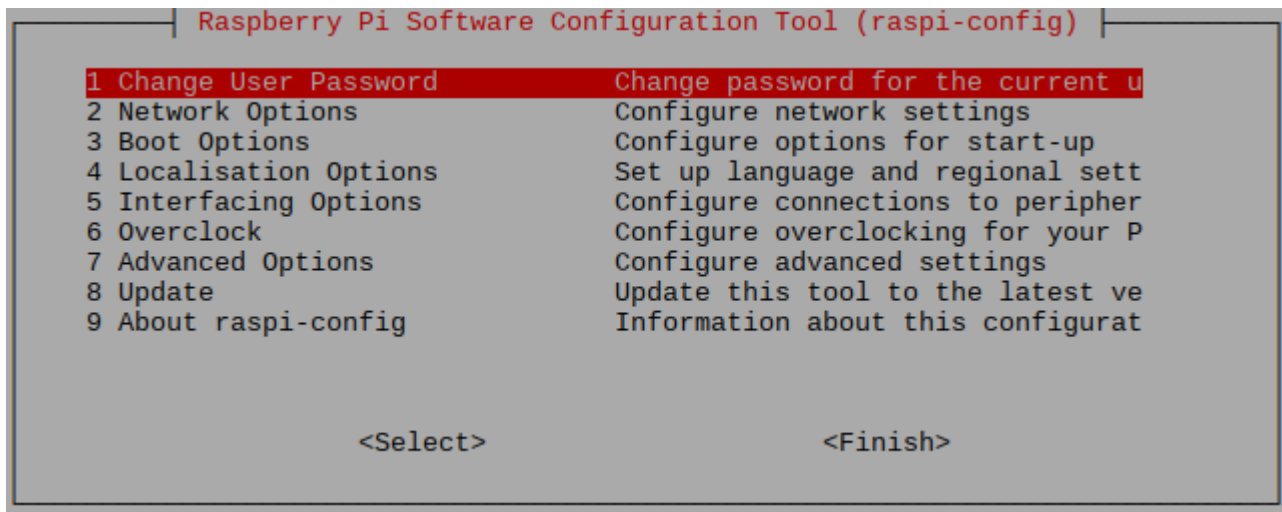 Raspberry Pi Software Configuration Tool (raspi-config)
1 Change User Password Change password for the current u
2 Network Options Configure network settings
3 Boot Options Configure options for start-up
4 Localisation Options Set up language and regional sett
5 Interfacing Options Configure connections to peripher
6 Overclock Configure overclocking for your P
7 Advanced Options Configure advanced settings
8 Update Update this tool to the latest ve
9 About raspi-config Information about this configurat
<Select> <Finish>